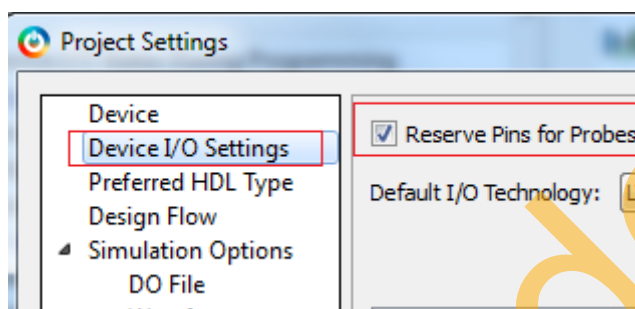 Project Settings
Device
Device I/O Settings
Preferred HDL Type
Design Flow
Simulation Options
DO File
Reserve Pins for Probes
Default I/O Technology: